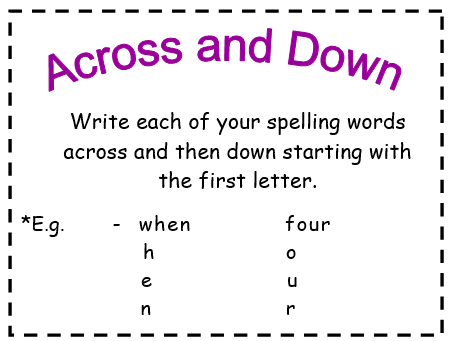 Across and Down
Write each of your spelling words
across and then down starting with
the first letter.
*E.g. - when four
h o
e u
n r